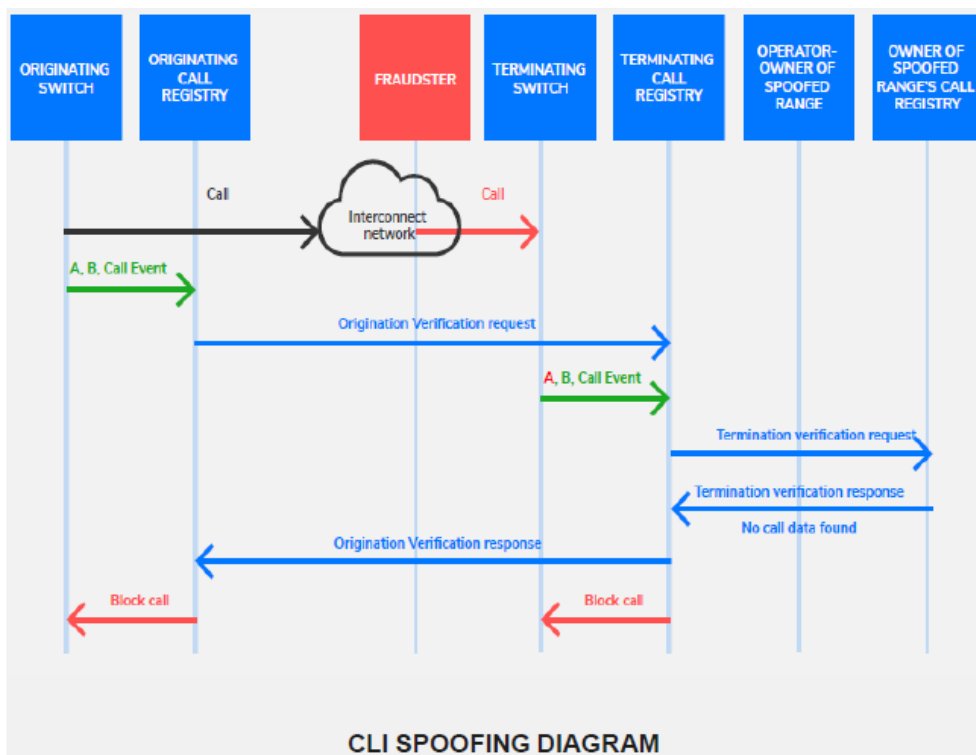 ORIGINATING
SWITCH
ORIGINATING
CALL
REGISTRY
FRAUDSTER
TERMINATING
SWITCH
TERMINATING
CALL
REGISTRY
OPERATOR-
OWNER OF
SPOOFED
RANGE
OWNER OF
SPOOFED
RANGE'S CALL
REGISTRY
Call
Interconnect
network
Call
A, B, Call Event
Origination Verification request
A, B, Call Event
Termination verification request
Termination verification response
No call data found
Origination Verification response
Block call
Block call
CLI SPOOFING DIAGRAM